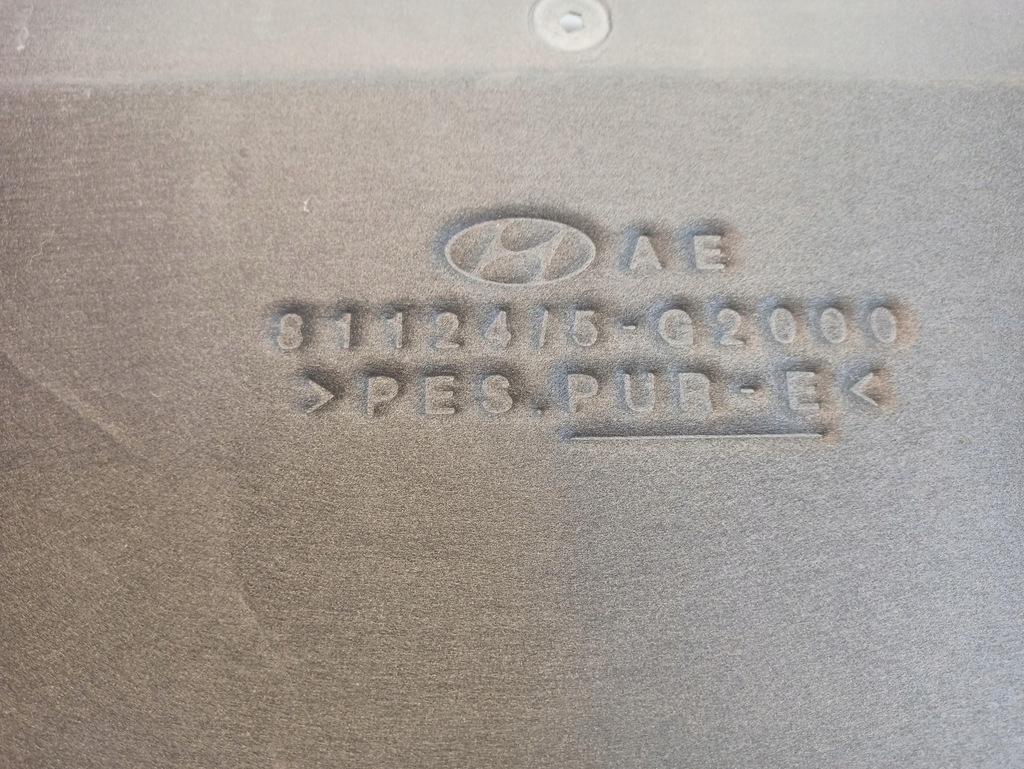 AE
81124/5-G2000
>PES.PUR-E<